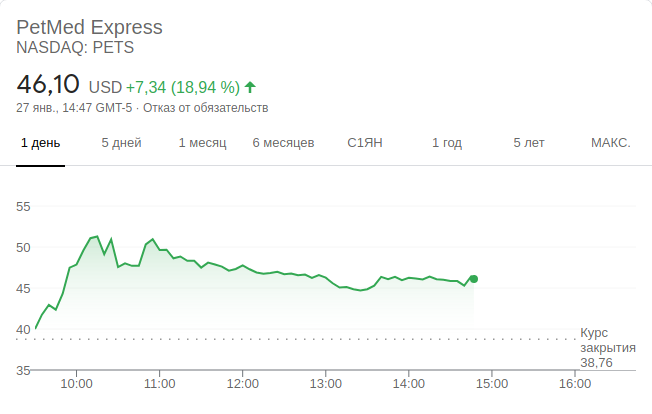 PetMed Express
NASDAQ: PETS
46,10 USD +7,34 (18,94 %)
27 янв., 14:47 GMT-5 · Отказ от обязательств
1 день 5 дней 1 месяц 6 месяцев С1ЯН 1 год 5 лет МАКС.
55
50
45
40
Курс
закрытия
38,76
35
10:00 11:00 12:00 13:00 14:00 15:00 16:00